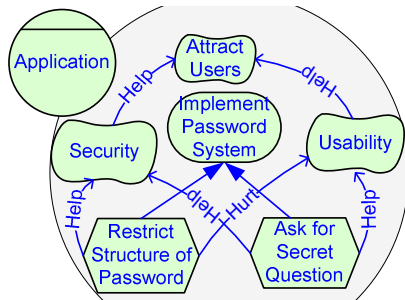 Application
Attract
Users
Help
Help
Implement
Password
System
Security
Usability
Help
Help
Hurt
Help
Restrict
Structure of
Password
Ask for
Secret
Question